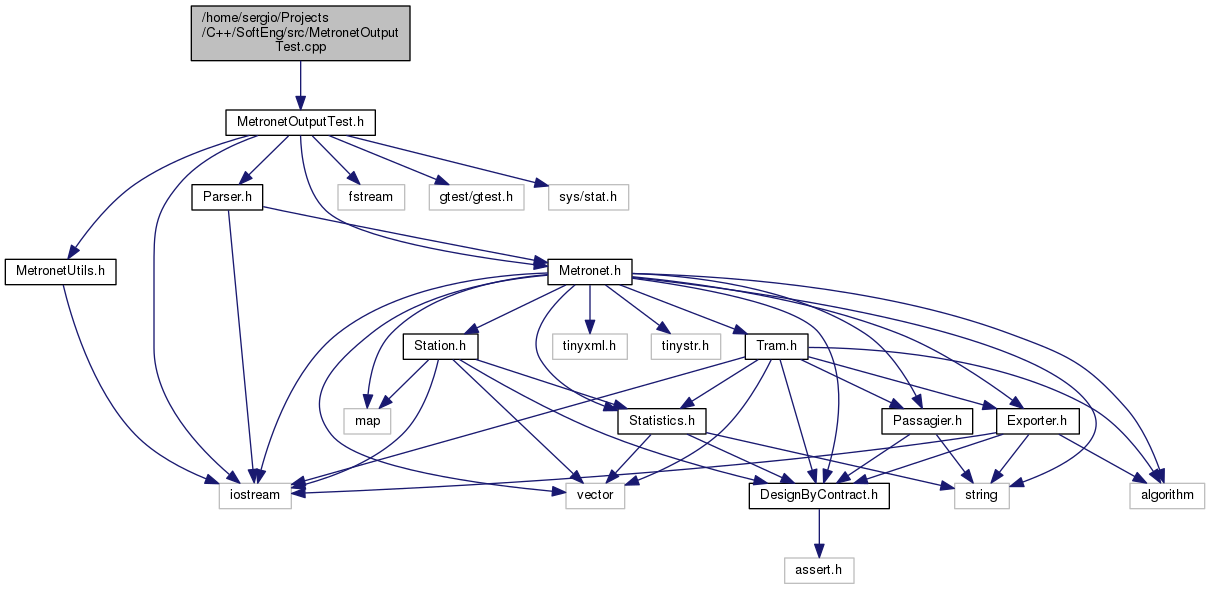 /home/sergio/Projects
/C++/SoftEng/src/MetronetOutput
Test.cpp
MetronetOutputTest.h
Parser.h
fstream
gtest/gtest.h
sys/stat.h
MetronetUtils.h
Metronet.h
Station.h
tinyxml.h
tinystr.h
Tram.h
map
Statistics.h
Passagier.h
Exporter.h
iostream
vector
DesignByContract.h
string
algorithm
assert.h